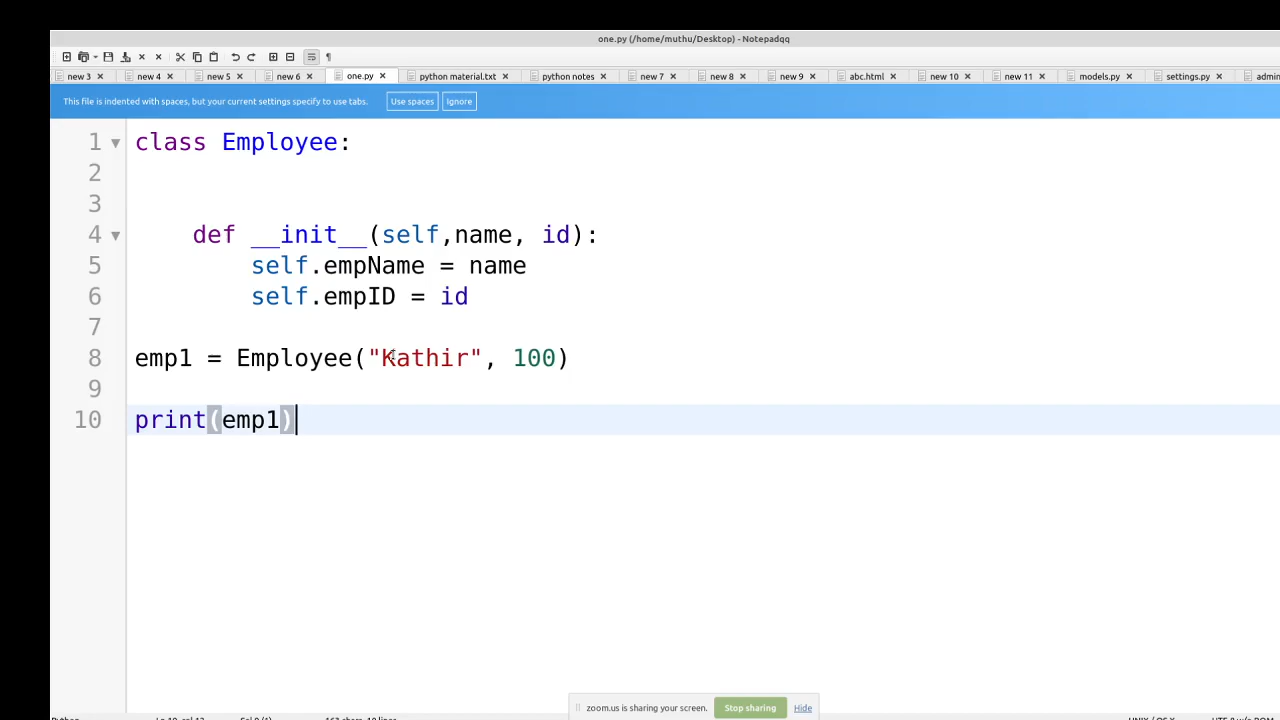 one.py (/home/muthu/Desktop) - Notepadqq
new 3 new 4 new 5 new 6 one.py python material.txt python notes new 7 new 8 new 9 abc.html new 10 new 11 models.py settings.py admin
This file is indented with spaces, but your current settings specify to use tabs. Use spaces Ignore
1 class Employee:
2
3
4 def __init__(self,name, id):
5 self.empName = name
6 self.empID = id
7
8 emp1 = Employee("Kathir", 100)
9
10 print(emp1)
zoom.us is sharing your screen. Stop sharing Hide